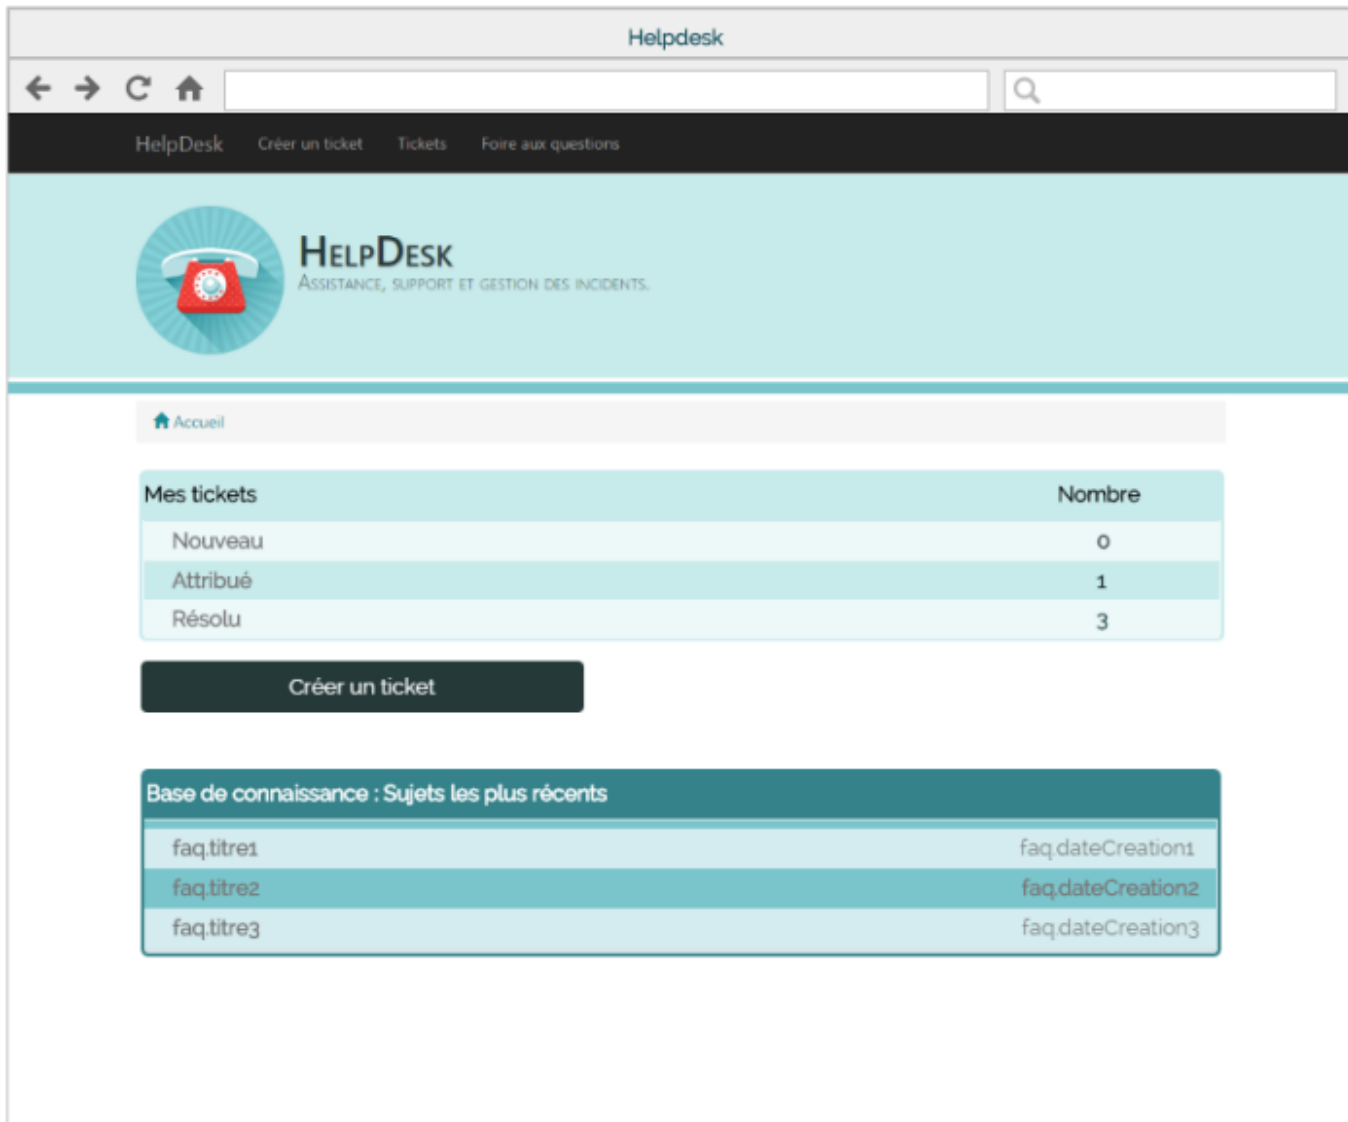 Helpdesk
HelpDesk Créer un ticket Tickets Foire aux questions
HelpDesk
Assistance, support et gestion des incidents.
Accueil
Mes tickets Nombre
Nouveau 0
Attribué 1
Résolu 3
Créer un ticket
Base de connaissance : Sujets les plus récents
faq.titre1 faq.dateCreation1
faq.titre2 faq.dateCreation2
faq.titre3 faq.dateCreation3